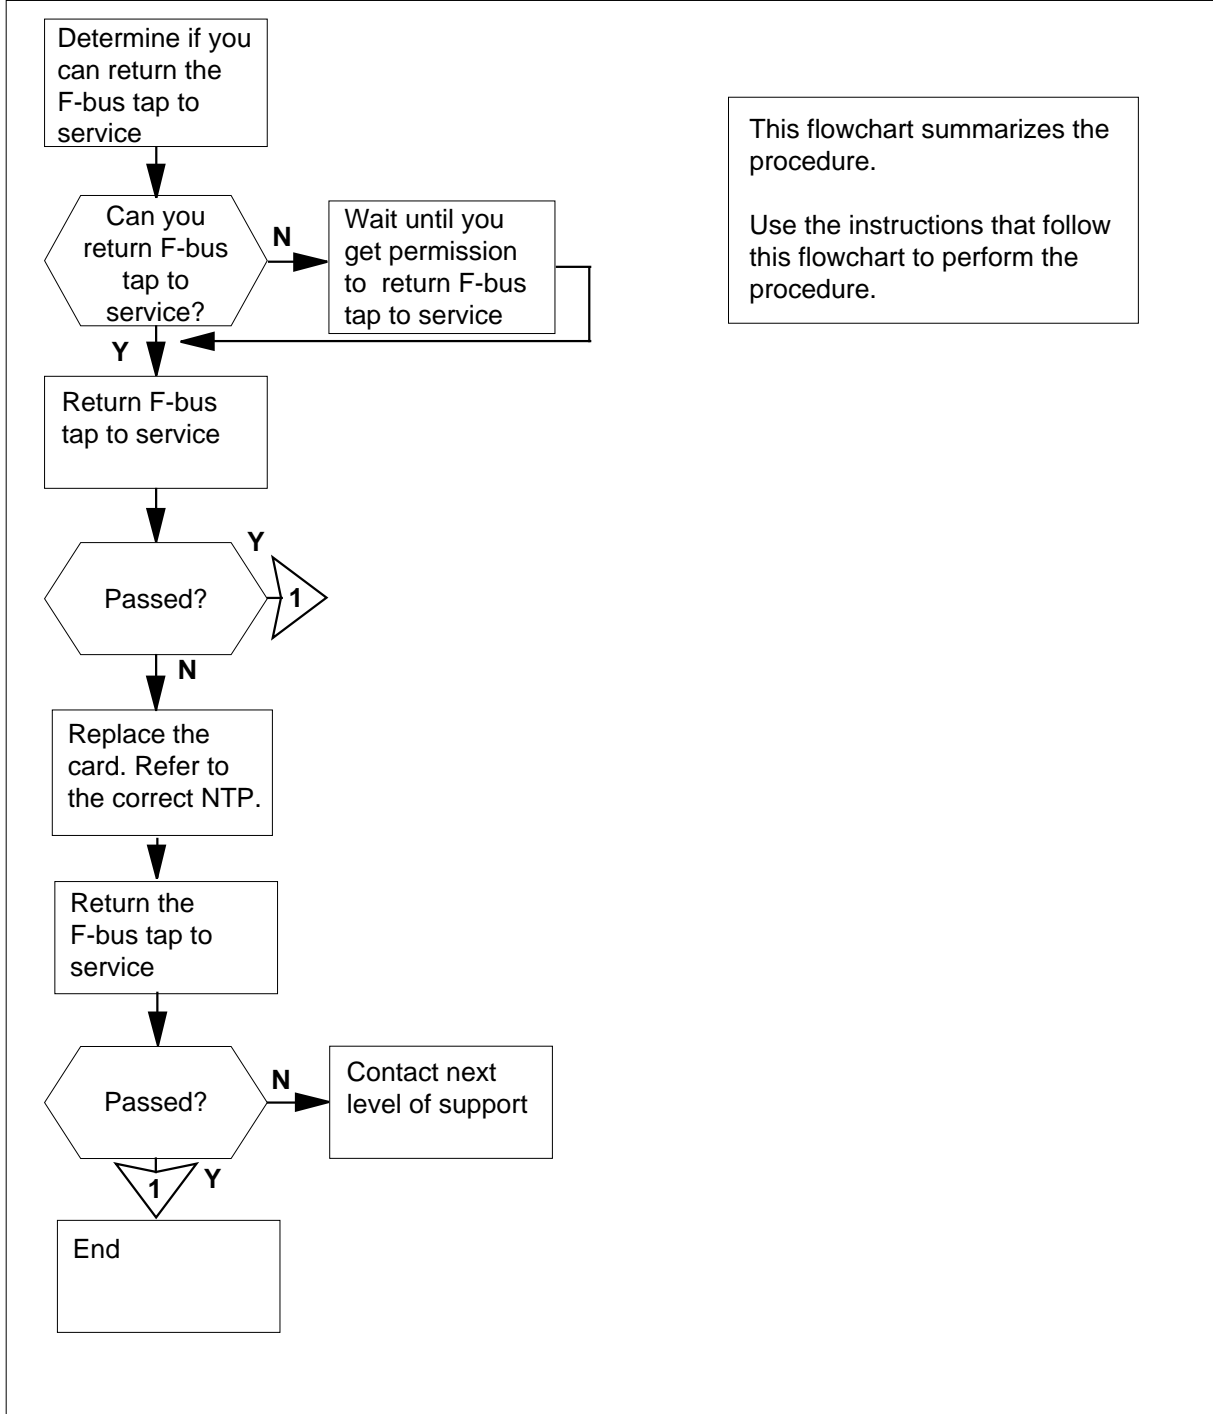 Determine if you
can return the
F-bus tap to
service
This flowchart summarizes the
procedure.
Use the instructions that follow
this flowchart to perform the
procedure.
Can you
return F-bus
tap to
service?
N
Wait until you
get permission
to return F-bus
tap to service
Y
Return F-bus
tap to service
Y
Passed?
1
N
Replace the
card. Refer to
the correct NTP.
Return the
F-bus tap to
service
Passed?
N
Contact next
level of support
1
Y
End